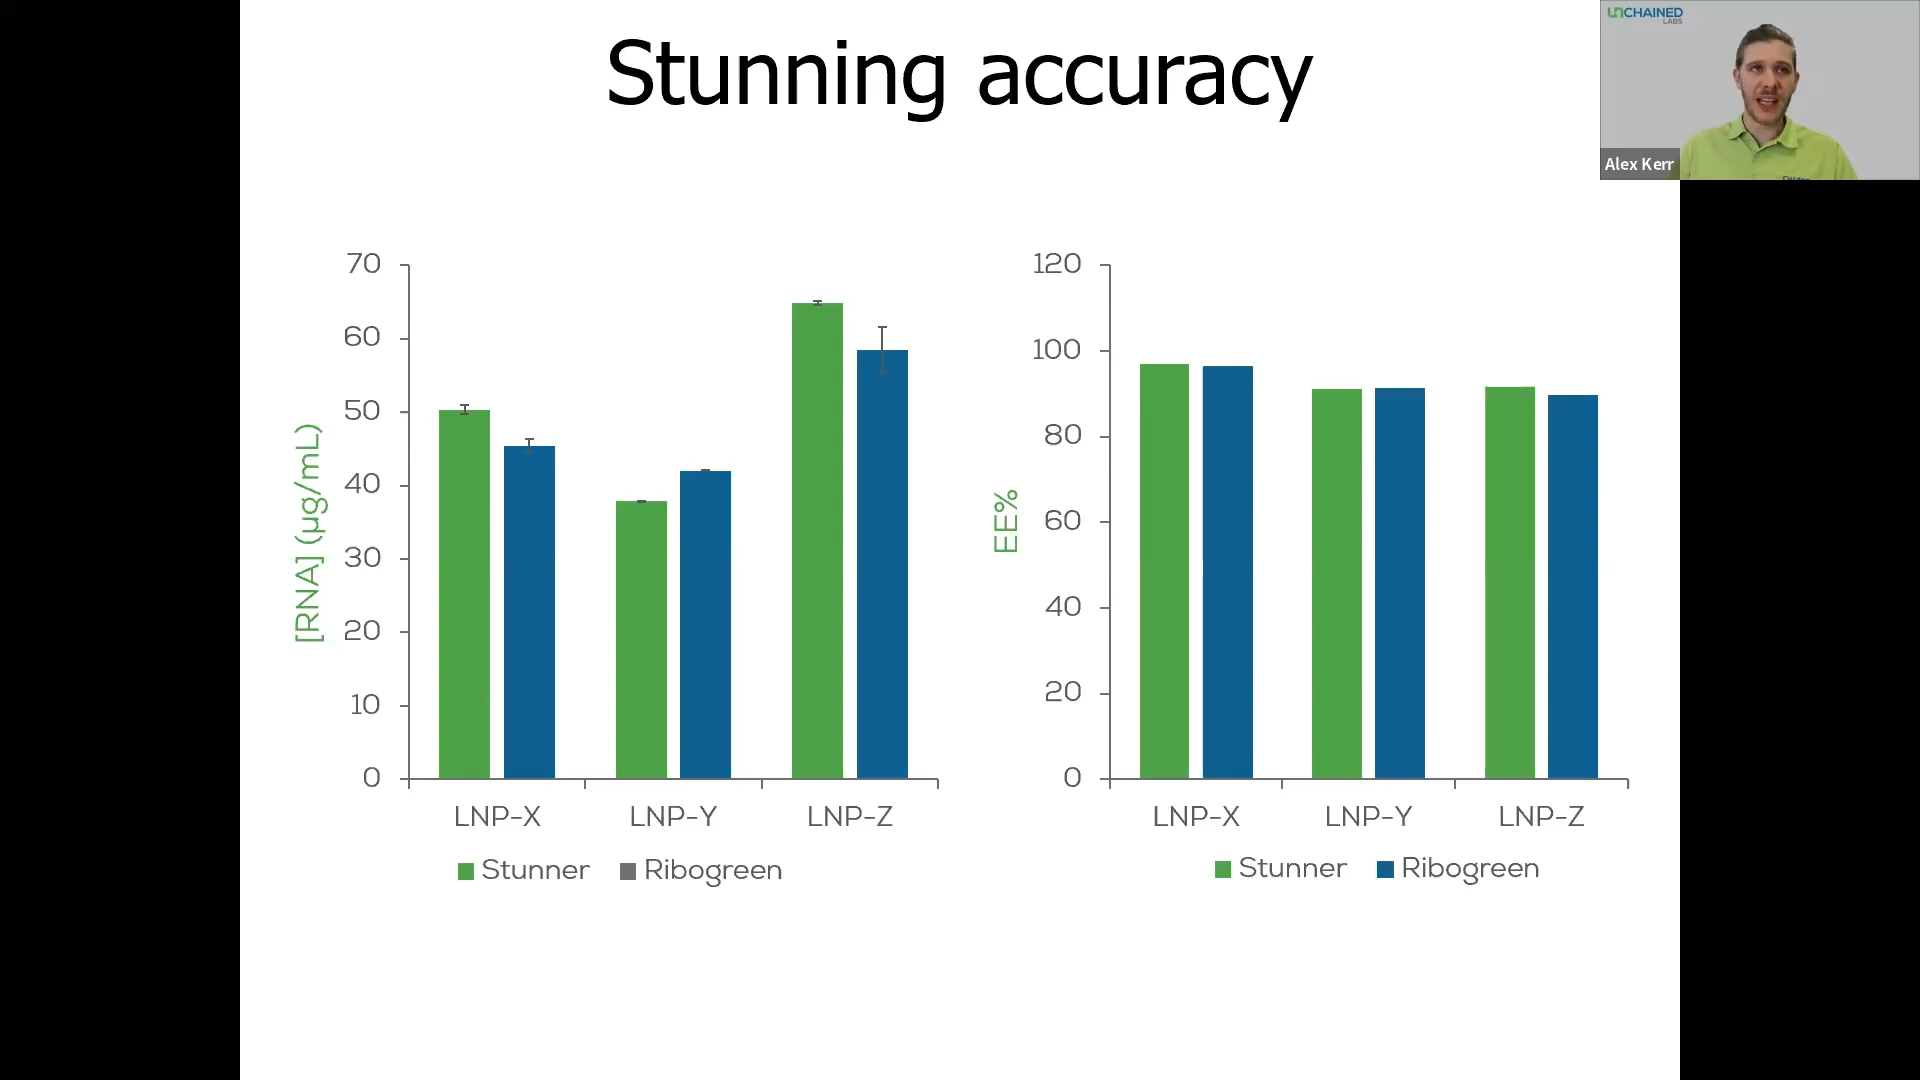 Stunning accuracy
UNCHAINED
LABS
Alex Kerr
[RNA] (µg/mL)
70
60
50
40
30
20
10
0
LNP-X LNP-Y LNP-Z
Stunner Ribogreen
EE%
120
100
80
60
40
20
0
LNP-X LNP-Y LNP-Z
Stunner Ribogreen